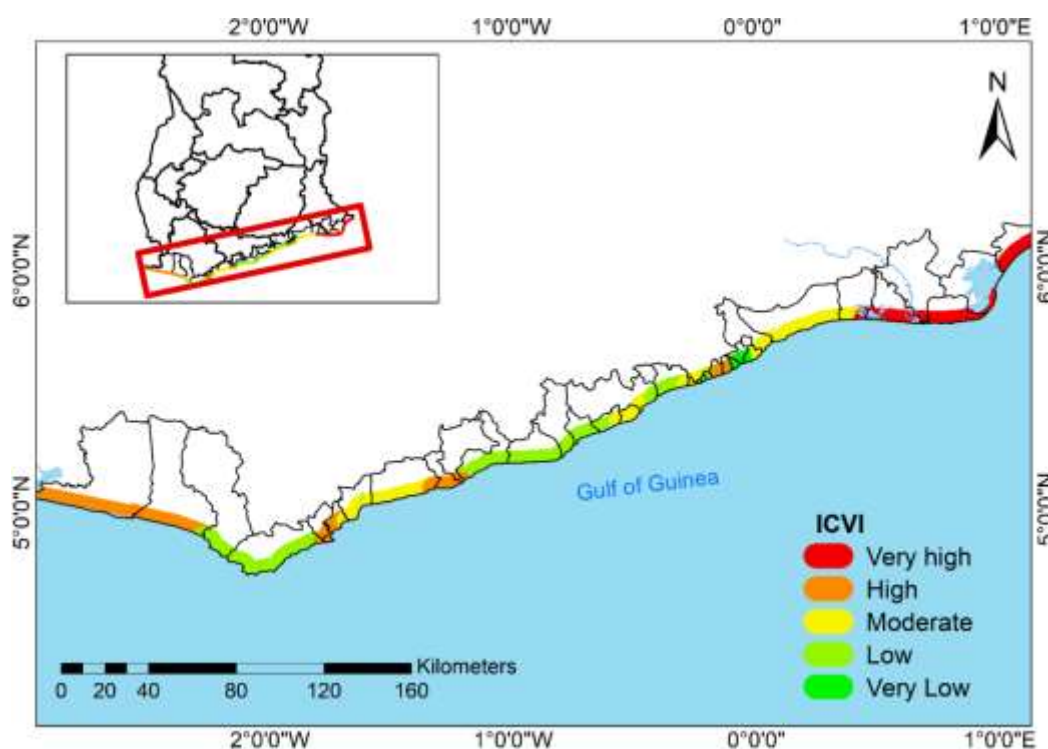 2°0'0"W 1°0'0"W 0°0'0" 1°0'0"E
N
6°0'0"N 6°0'0"N
Gulf of Guinea
5°0'0"N 5°0'0"N
ICVI
Very high
High
Moderate
Low
Very Low
Kilometers
0 20 40 80 120 160
2°0'0"W 1°0'0"W 0°0'0" 1°0'0"E